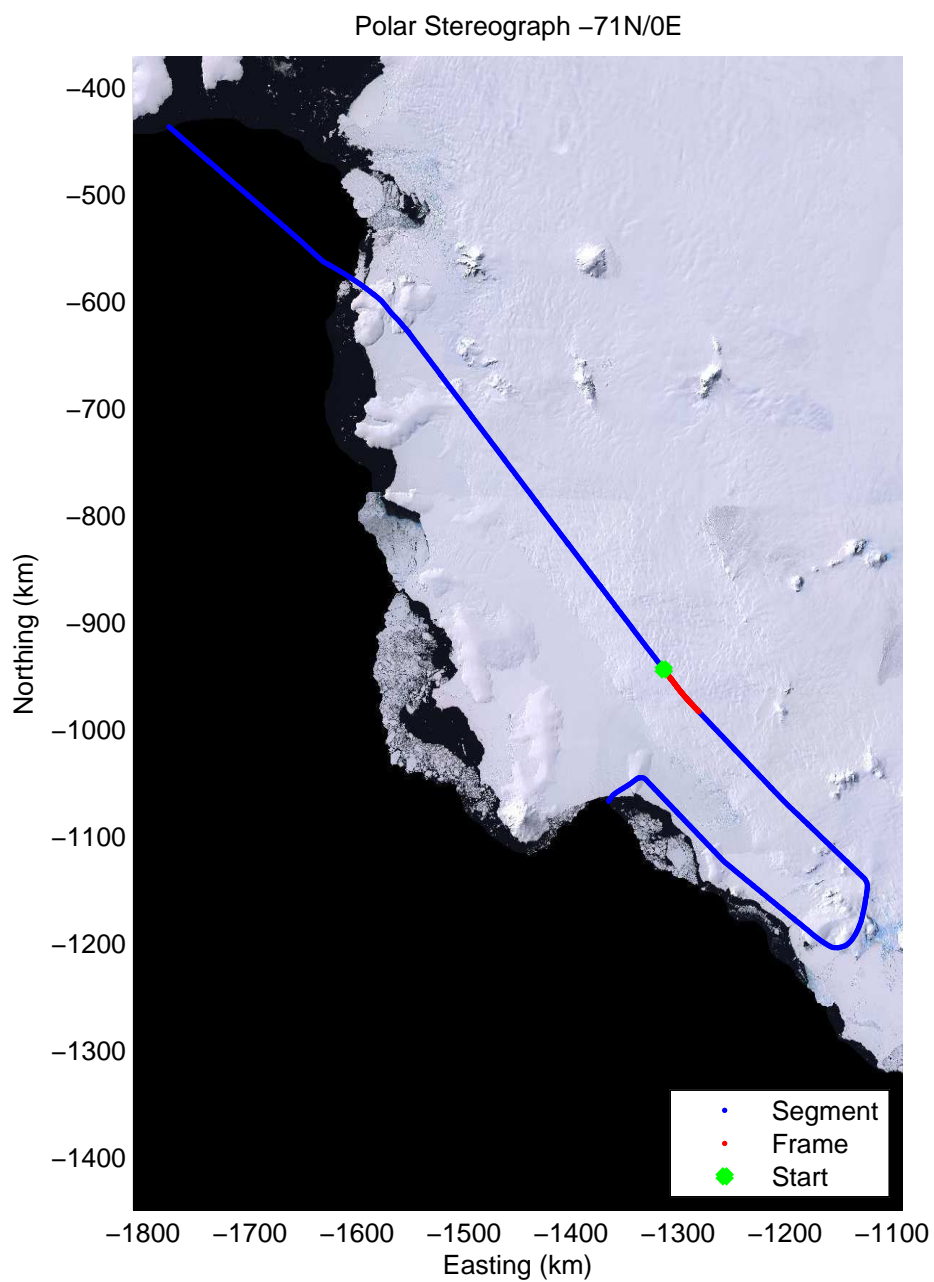 Polar Stereograph −71N/0E
−400
−500
−600
−700
−800
−900
−1000
−1100
−1200
−1300
−1400
Northing (km)
−1800 −1700 −1600 −1500 −1400 −1300 −1200 −1100
Easting (km)
Segment
Frame
Start